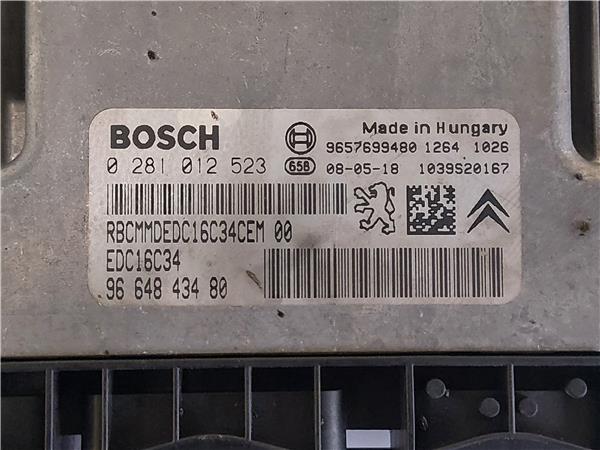 BOSCH
Made in Hungary
9657699480 1264 1026
0 281 012 523
65B
08-05-18 1039S20167
RBCMMDEDC16C34CEM 00
EDC16C34
96 648 434 80